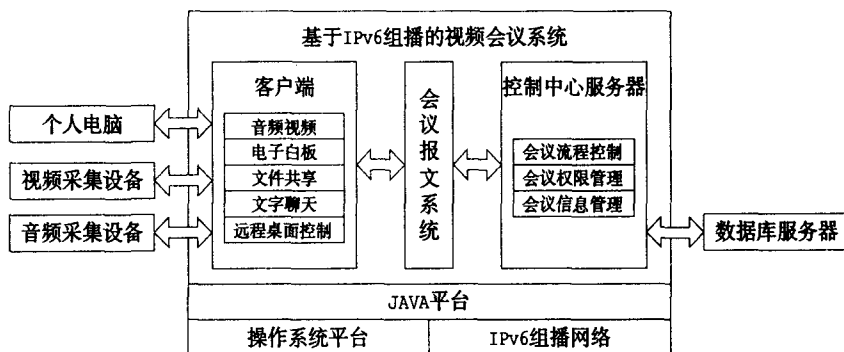 基于IPv6组播的视频会议系统
个人电脑
视频采集设备
音频采集设备
客户端
音频视频
电子白板
文件共享
文字聊天
远程桌面控制
会议报文系统
控制中心服务器
会议流程控制
会议权限管理
会议信息管理
数据库服务器
JAVA平台
操作系统平台
IPv6组播网络